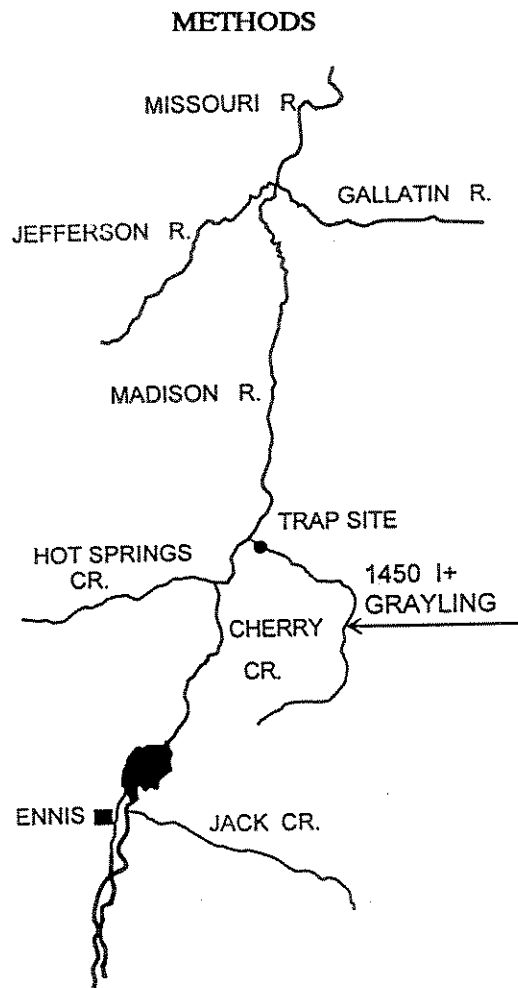 METHODS
MISSOURI R.
GALLATIN R.
JEFFERSON R.
MADISON R.
TRAP SITE
HOT SPRINGS
CR.
1450 I+
GRAYLING
CHERRY
CR.
ENNIS
JACK CR.